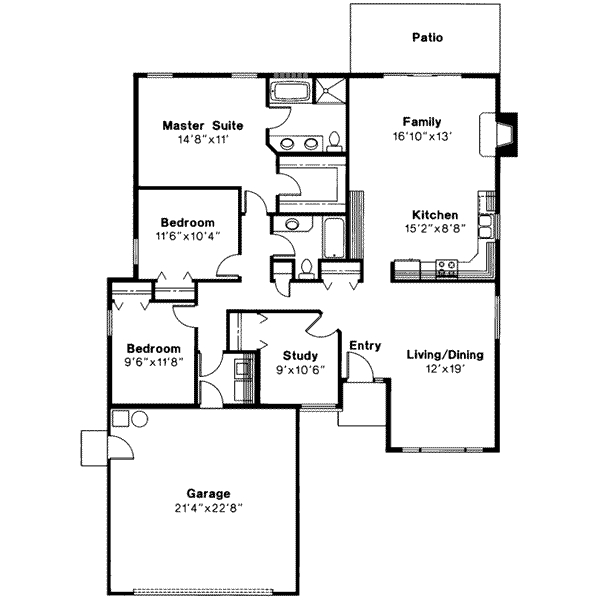 Patio
Master Suite
14'8"x11'
Family
16'10"x13'
Bedroom
11'6"x10'4"
Kitchen
15'2"x8'8"
Bedroom
9'6"x11'8"
Study
9'x10'6"
Entry
Living/Dining
12'x19'
Garage
21'4"x22'8"